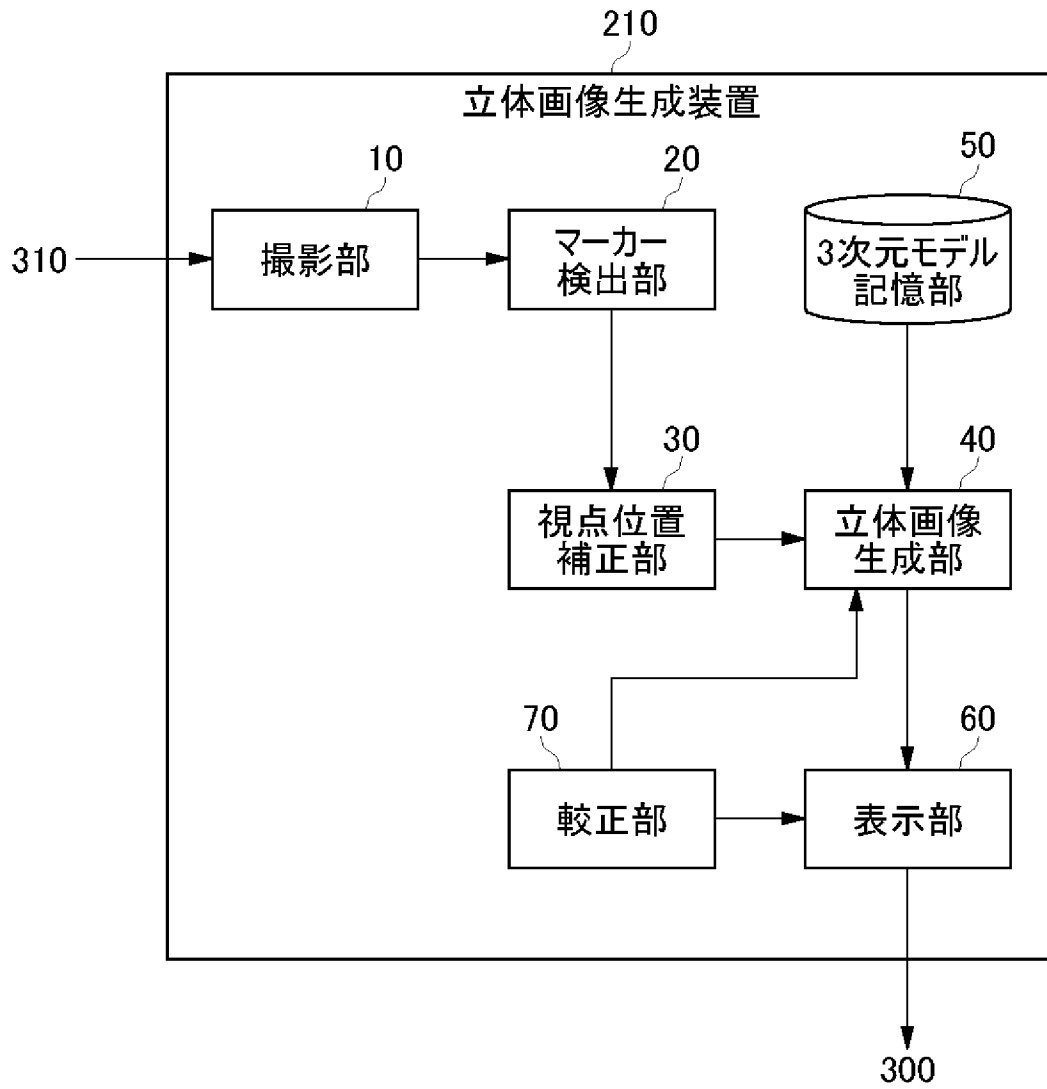 210
立体画像生成装置
10
20
50
310
撮影部
マーカー
検出部
3次元モデル
記憶部
30
40
視点位置
補正部
立体画像
生成部
70
60
較正部
表示部
300